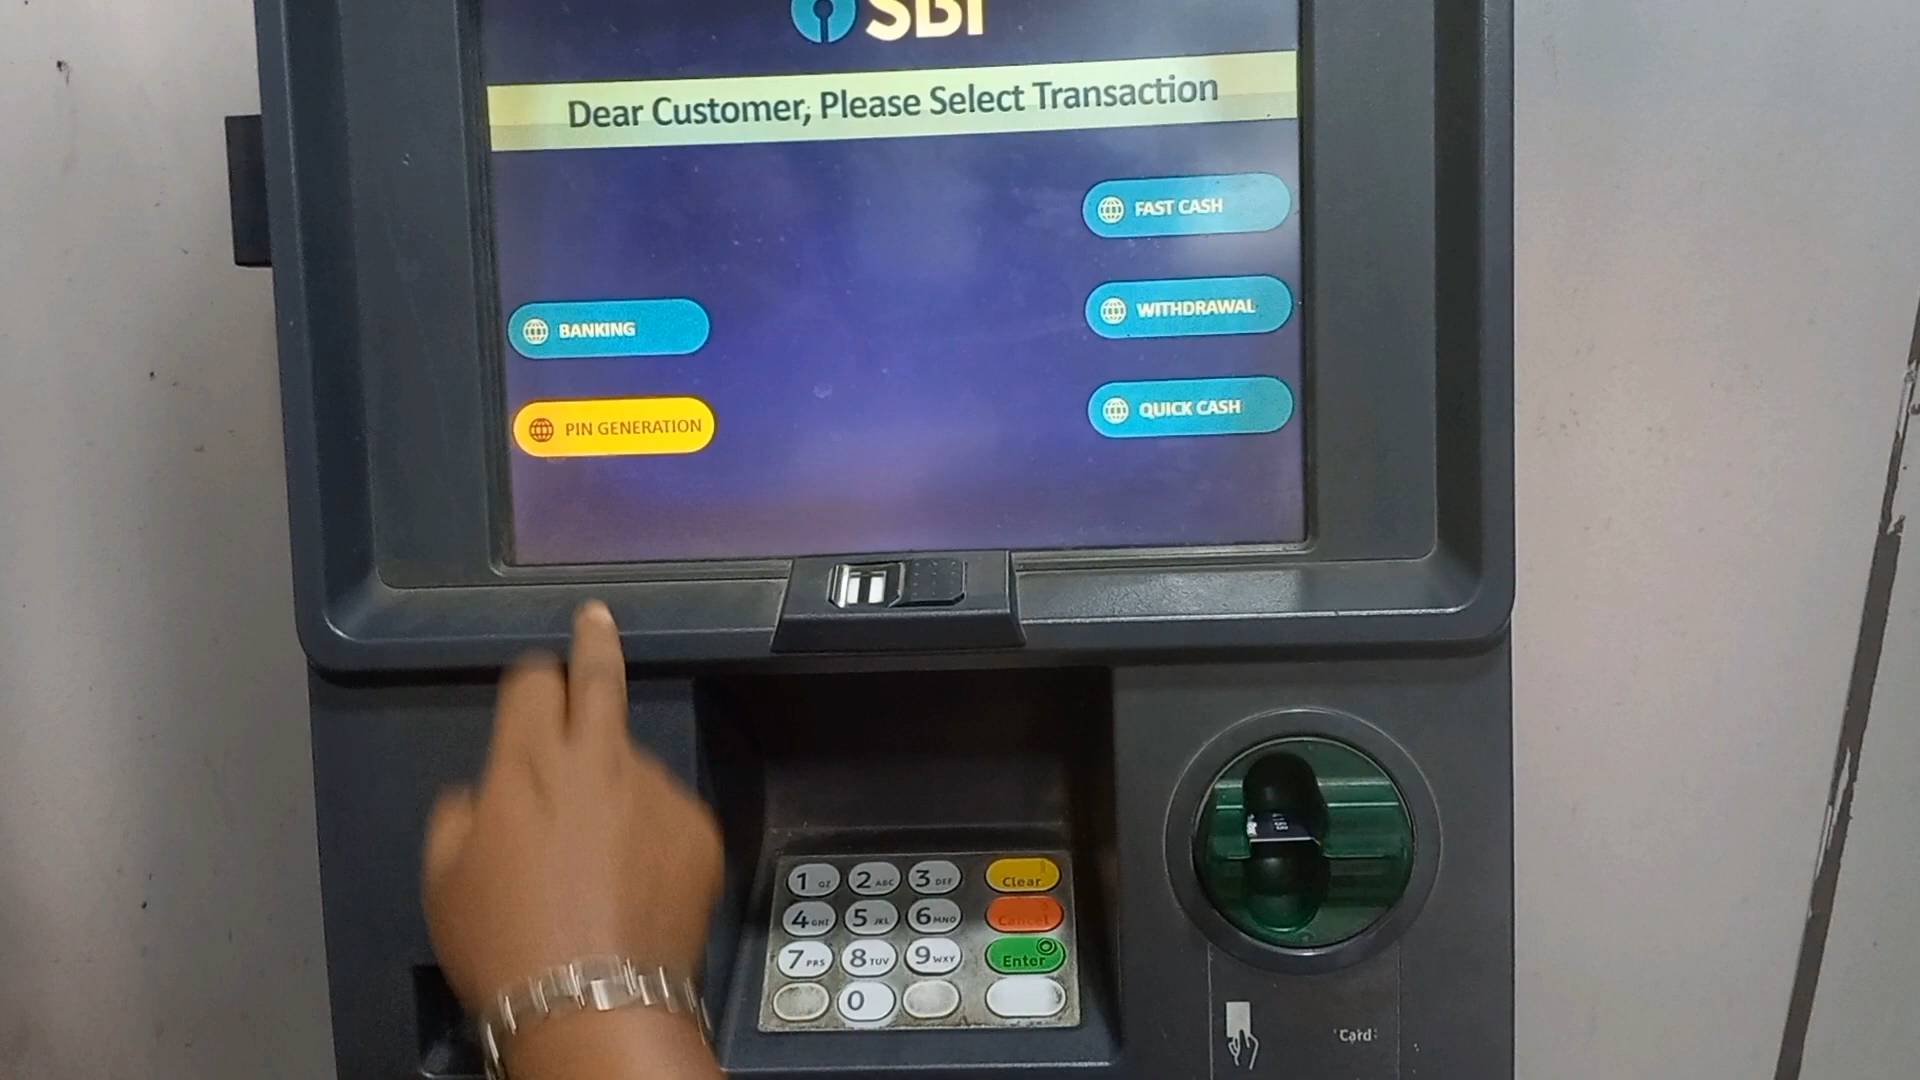 SBI
Dear Customer, Please Select Transaction
FAST CASH
BANKING
WITHDRAWAL
PIN GENERATION
QUICK CASH
1 QZ 2 ABC 3 DEF Clear
4 GHI 5 JKL 6 MNO Cancel
7 PRS 8 TUV 9 WXY Enter
0
Card